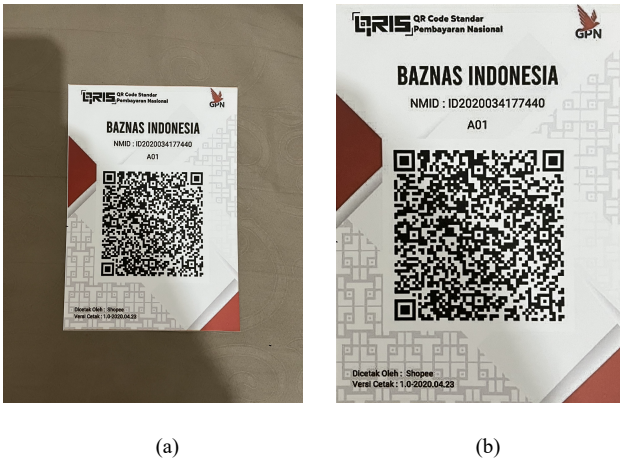 QRIS QR Code Standar
Pembayaran Nasional
GPN
BAZNAS INDONESIA
NMID : ID2020034177440
A01
Dicetak Oleh : Shopee
Versi Cetak : 1.0-2020.04.23
(a)
QRIS QR Code Standar
Pembayaran Nasional
GPN
BAZNAS INDONESIA
NMID : ID2020034177440
A01
Dicetak Oleh : Shopee
Versi Cetak : 1.0-2020.04.23
(b)